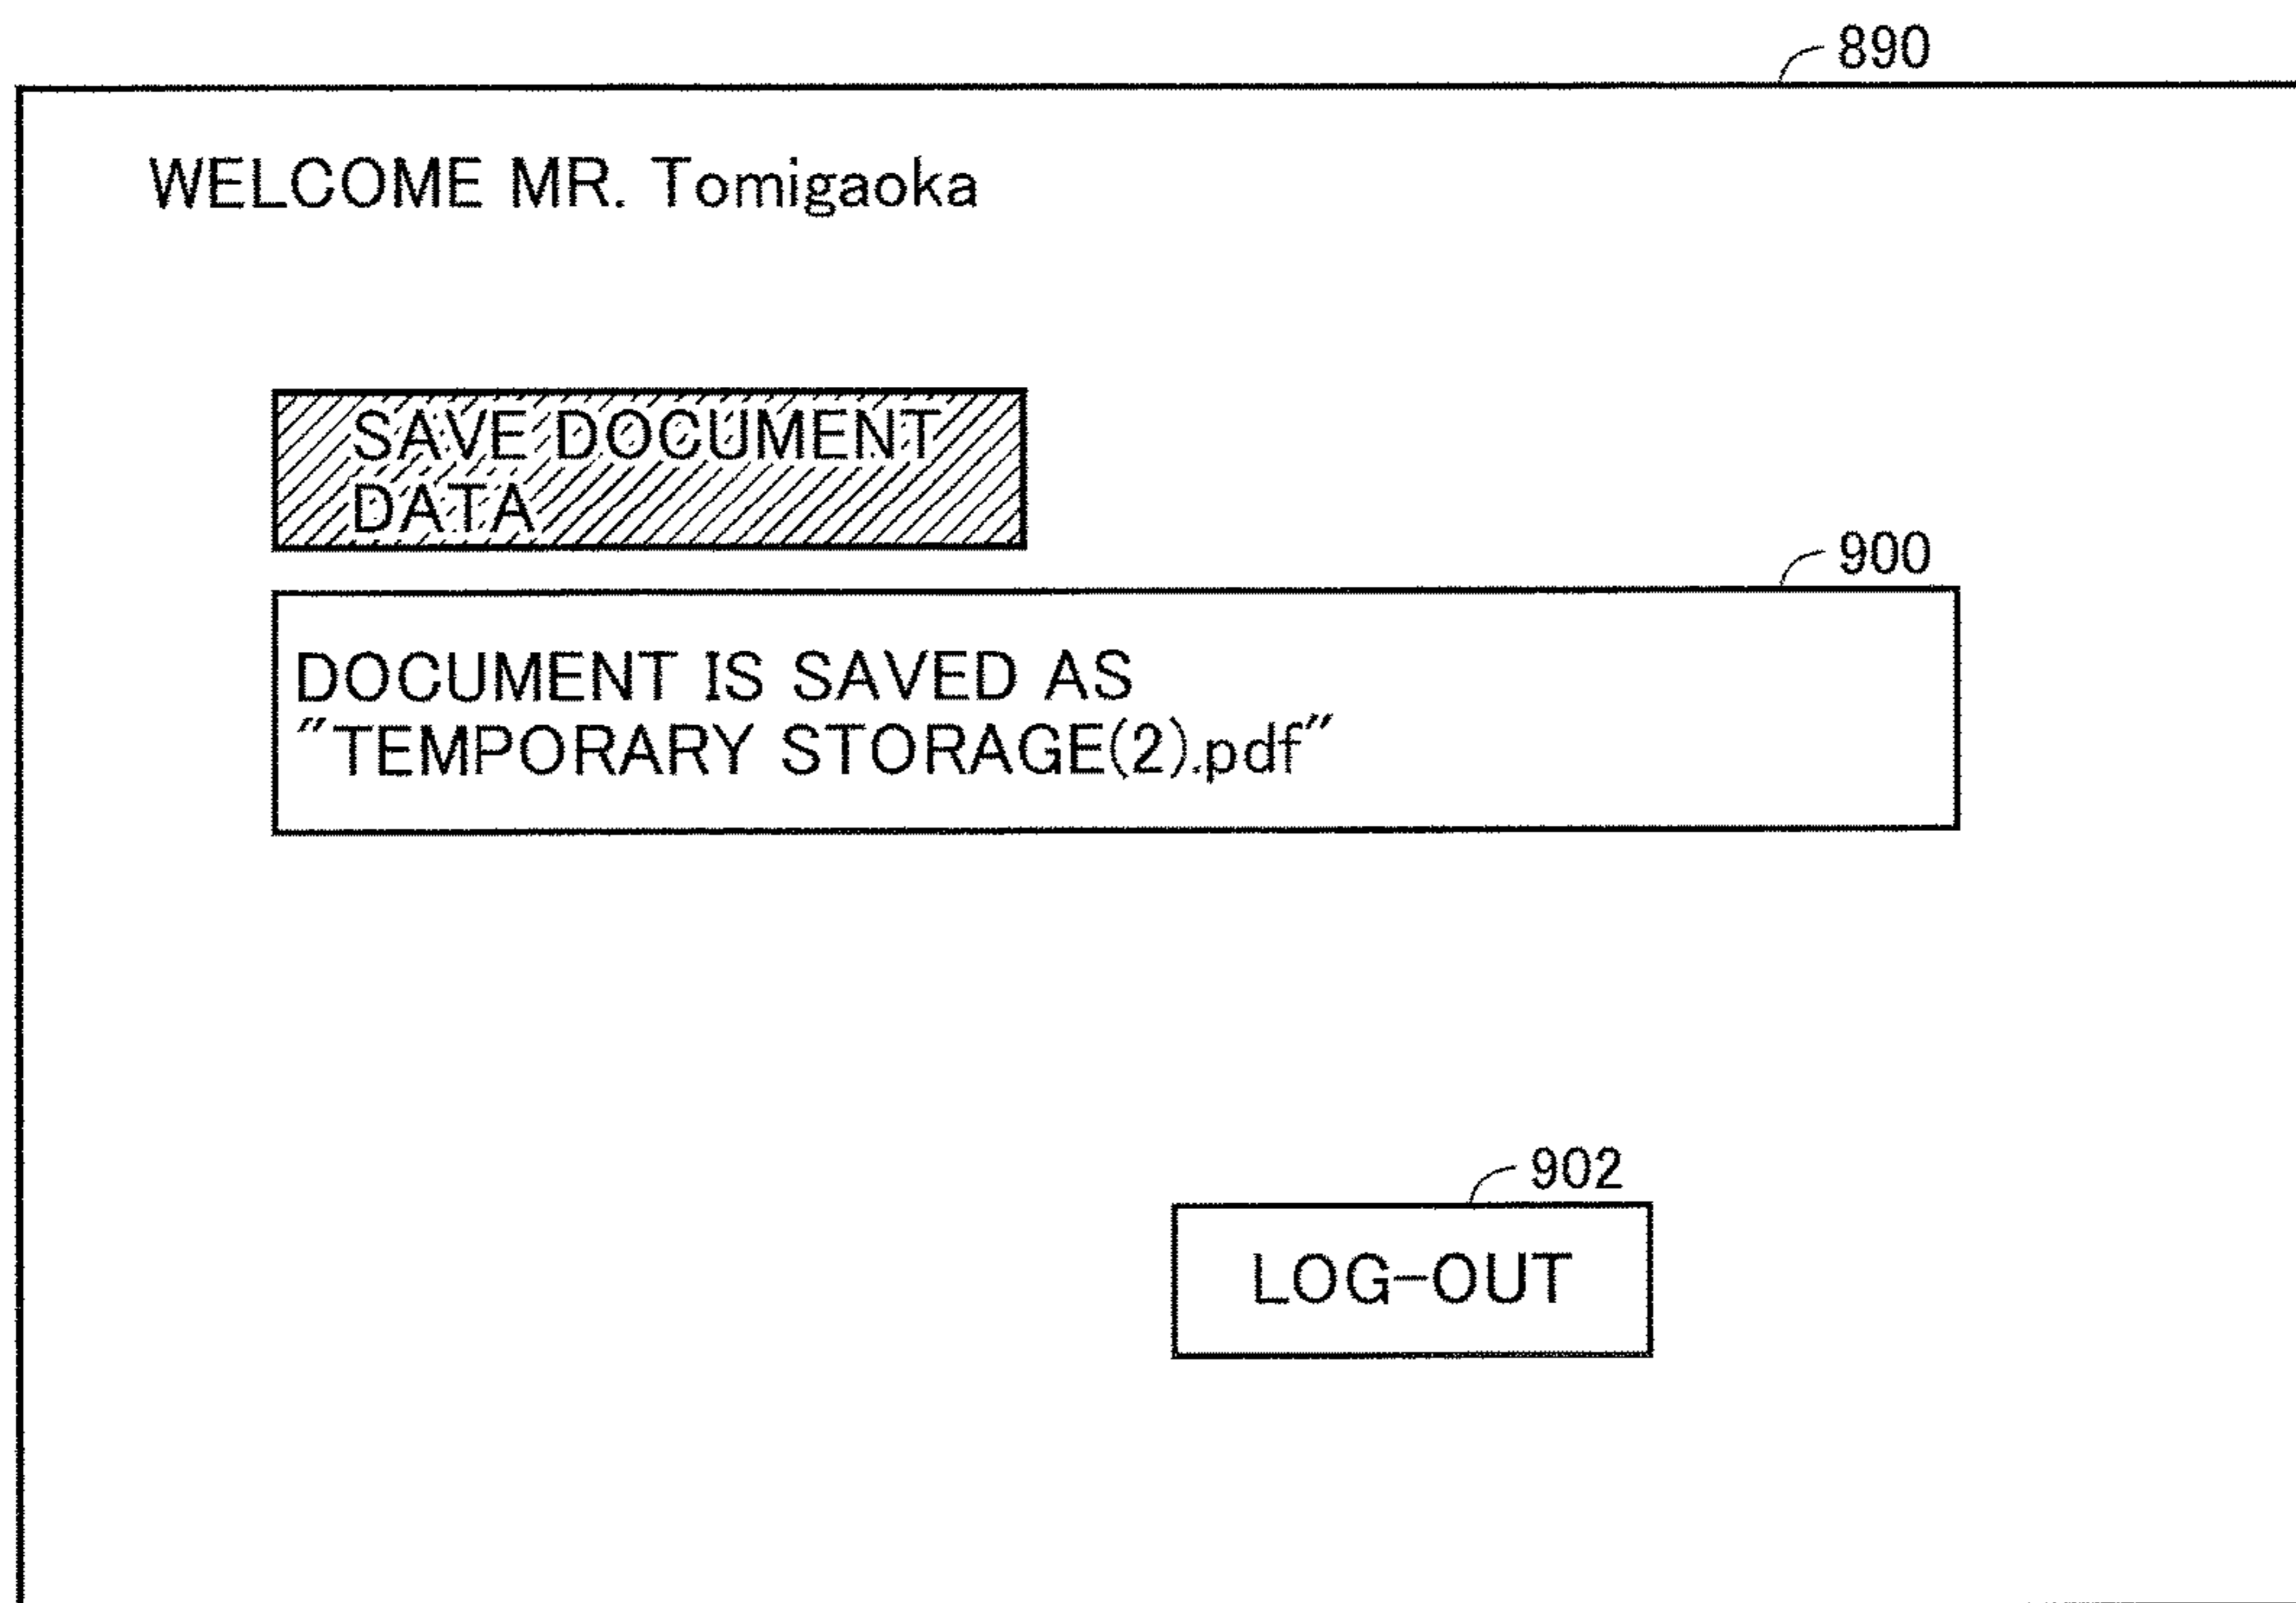 890
WELCOME MR. Tomigaoka
SAVE DOCUMENT
DATA
900
DOCUMENT IS SAVED AS
"TEMPORARY STORAGE(2).pdf"
902
LOG-OUT